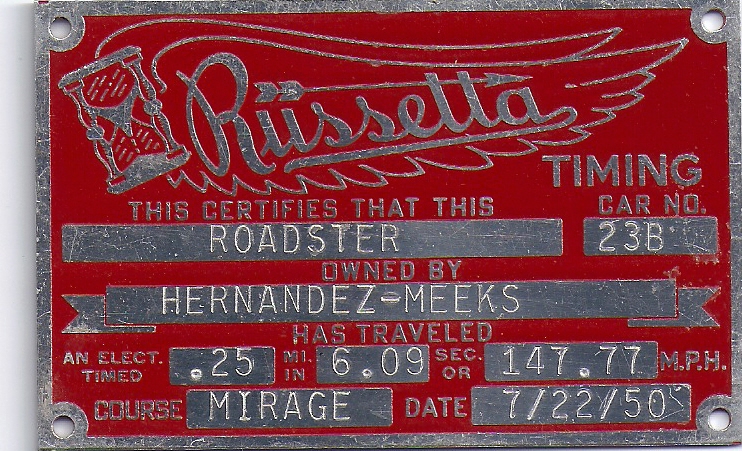 Russetta
TIMING
THIS CERTIFIES THAT THIS CAR NO.
ROADSTER 23B
OWNED BY
HERNANDEZ-MEEKS
HAS TRAVELED
AN ELECT. TIMED .25 MI. IN 6.09 SEC. OR 147.77 M.P.H.
COURSE MIRAGE DATE 7/22/50